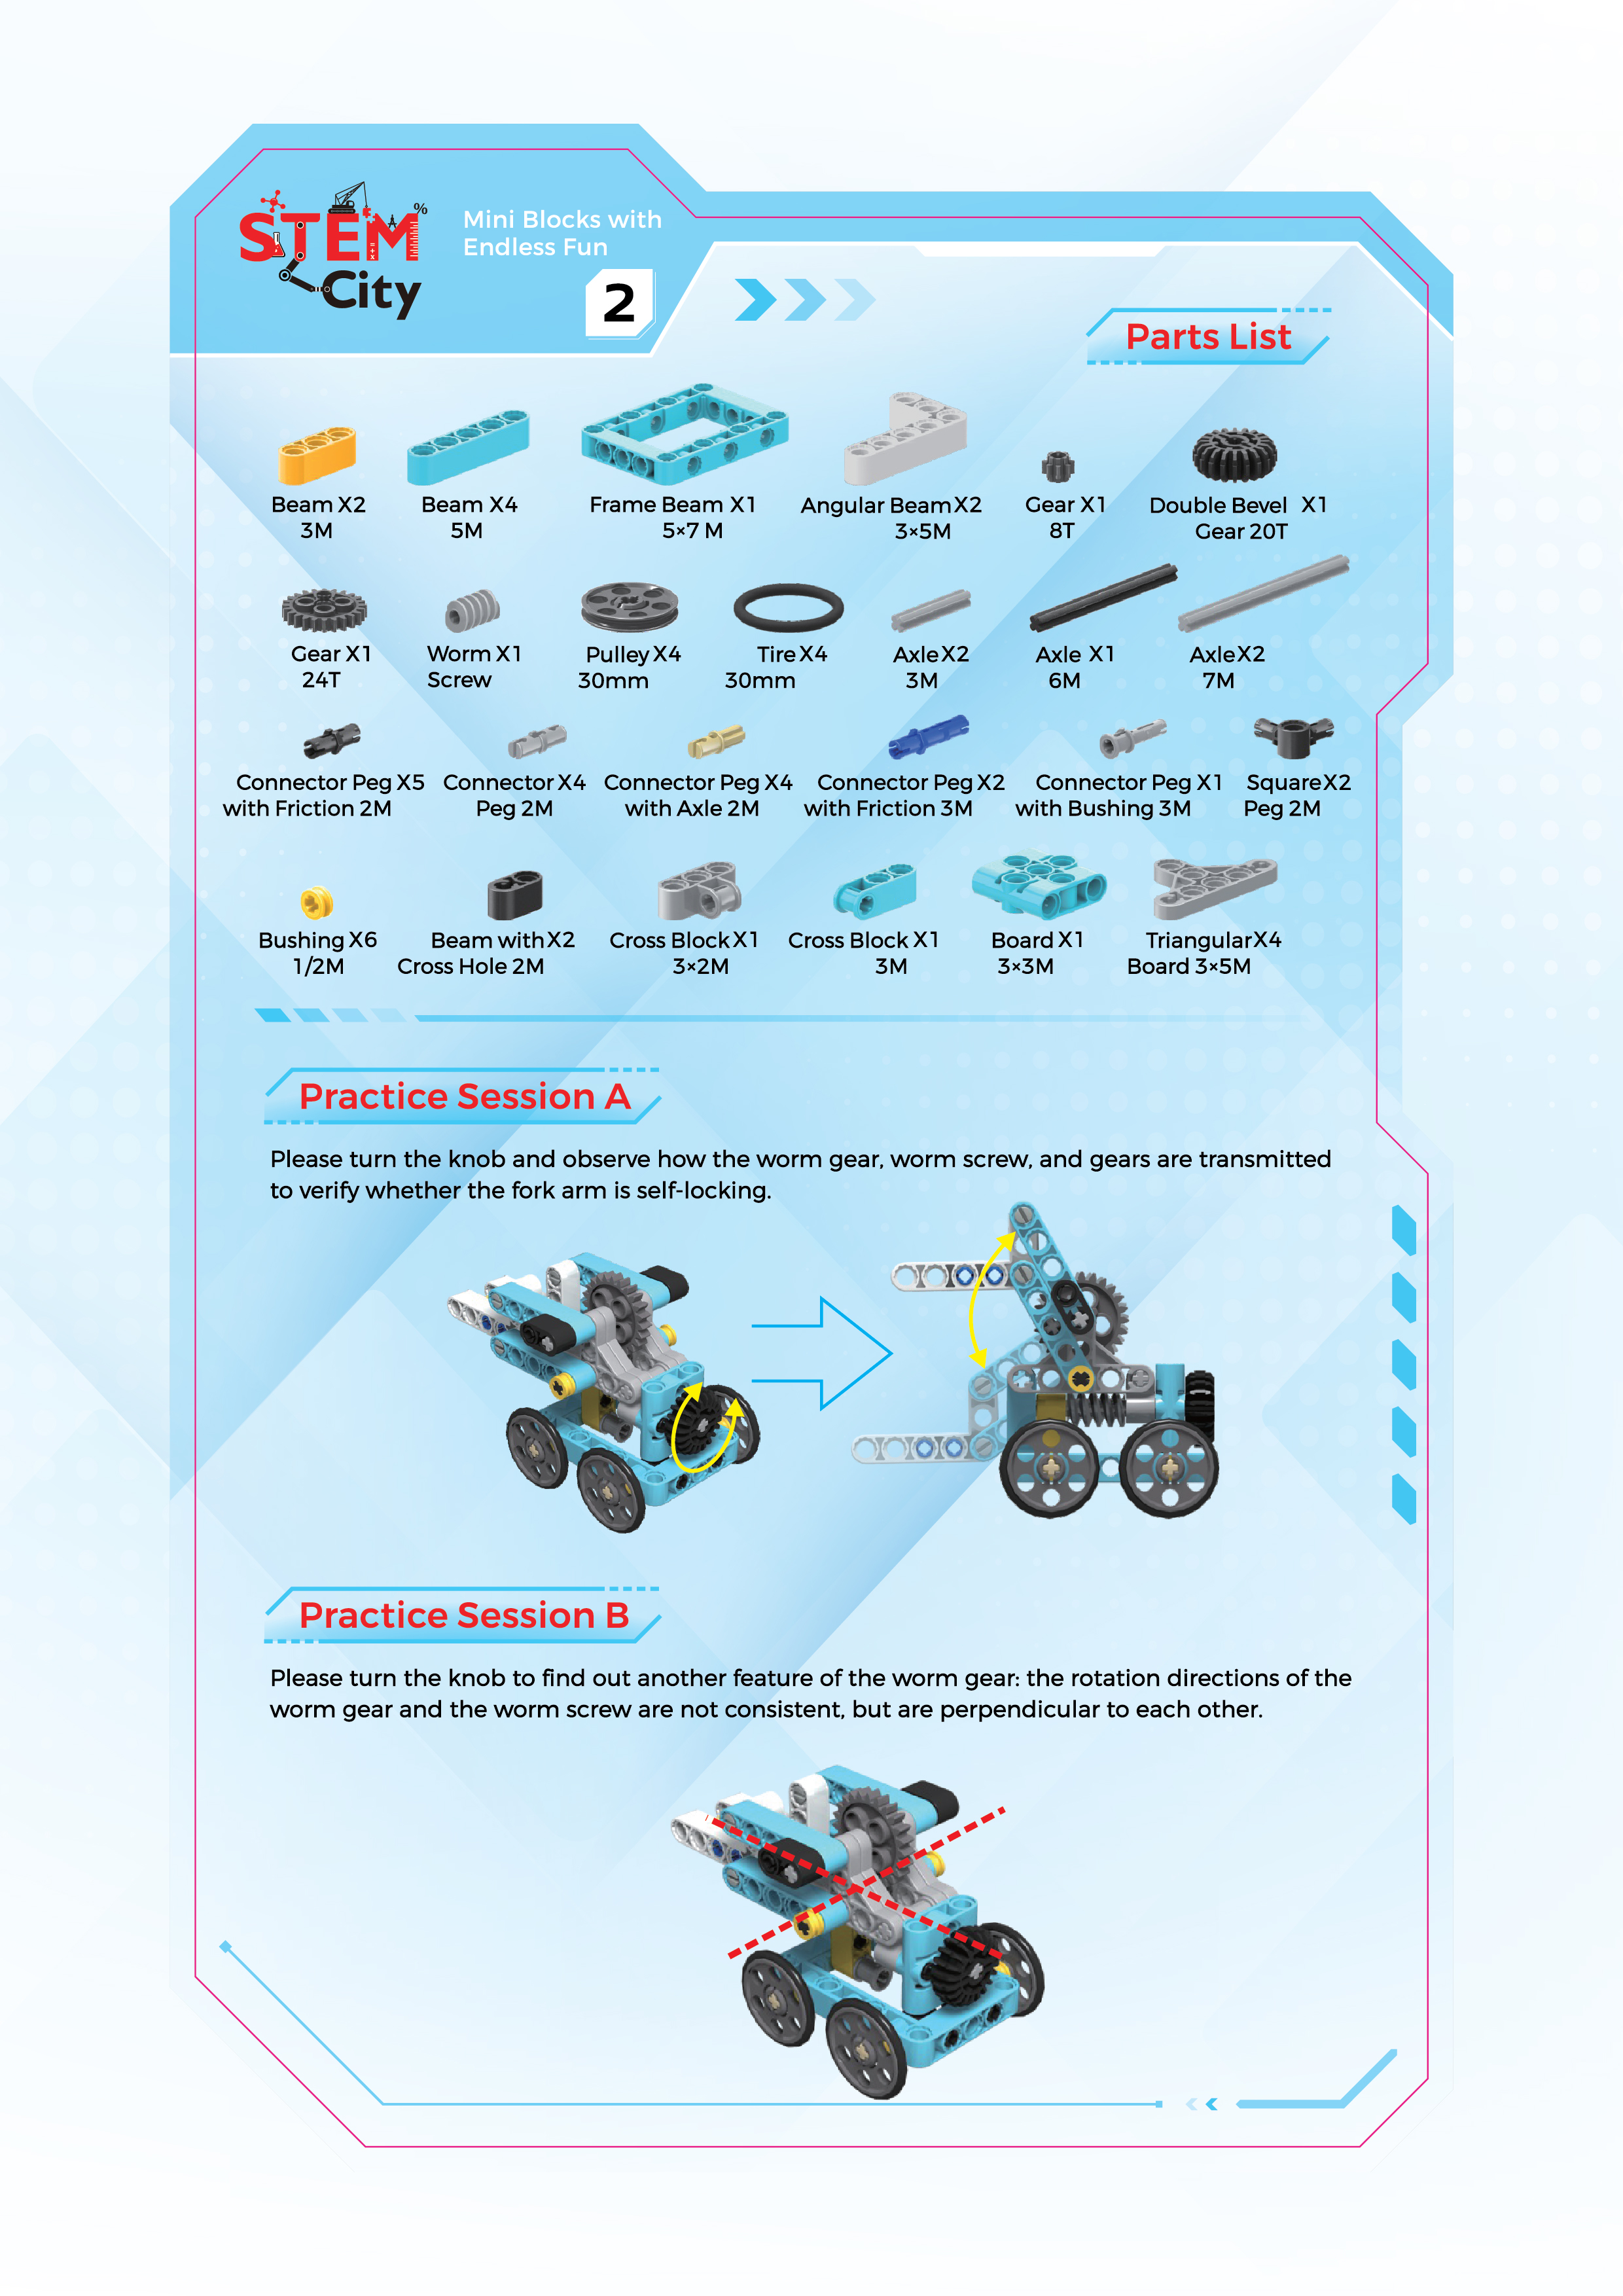 STEM %
City
Mini Blocks with
Endless Fun
2
Parts List
Beam X2
3M
Beam X4
5M
Frame Beam X1
5×7 M
Angular Beam X2
3×5M
Gear X1
8T
Double Bevel X1
Gear 20T
Gear X1
24T
Worm X1
Screw
Pulley X4
30mm
Tire X4
30mm
Axle X2
3M
Axle X1
6M
Axle X2
7M
Connector Peg X5
with Friction 2M
Connector X4
Peg 2M
Connector Peg X4
with Axle 2M
Connector Peg X2
with Friction 3M
Connector Peg X1
with Bushing 3M
Square X2
Peg 2M
Bushing X6
1/2M
Beam with X2
Cross Hole 2M
Cross Block X1
3×2M
Cross Block X1
3M
Board X1
3×3M
Triangular X4
Board 3×5M
Practice Session A
Please turn the knob and observe how the worm gear, worm screw, and gears are transmitted
to verify whether the fork arm is self-locking.
Practice Session B
Please turn the knob to find out another feature of the worm gear: the rotation directions of the
worm gear and the worm screw are not consistent, but are perpendicular to each other.